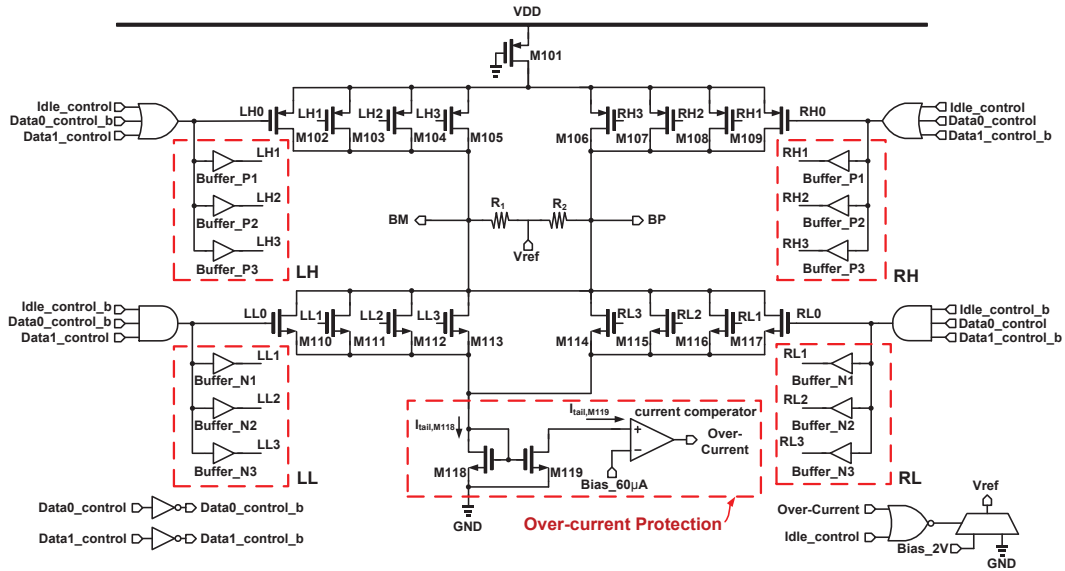 VDD
M101
Idle_control
Data0_control_b
Data1_control
LH0
LH1
LH2
LH3
M102
M103
M104
M105
RH3
RH2
RH1
RH0
M106
M107
M108
M109
Idle_control
Data0_control
Data1_control_b
LH1
Buffer_P1
LH2
Buffer_P2
LH3
Buffer_P3
LH
BM
R1
R2
Vref
BP
RH1
Buffer_P1
RH2
Buffer_P2
RH3
Buffer_P3
RH
Idle_control_b
Data0_control_b
Data1_control
LL0
LL1
LL2
LL3
M110
M111
M112
M113
RL3
RL2
RL1
RL0
M114
M115
M116
M117
Idle_control_b
Data0_control
Data1_control_b
LL1
Buffer_N1
LL2
Buffer_N2
LL3
Buffer_N3
LL
Itail,M118
Itail,M119
current comperator
+
−
Over-Current
M118
M119
Bias_60μA
GND
Over-current Protection
RL1
Buffer_N1
RL2
Buffer_N2
RL3
Buffer_N3
RL
Data0_control
Data0_control_b
Data1_control
Data1_control_b
Over-Current
Idle_control
Vref
Bias_2V
GND